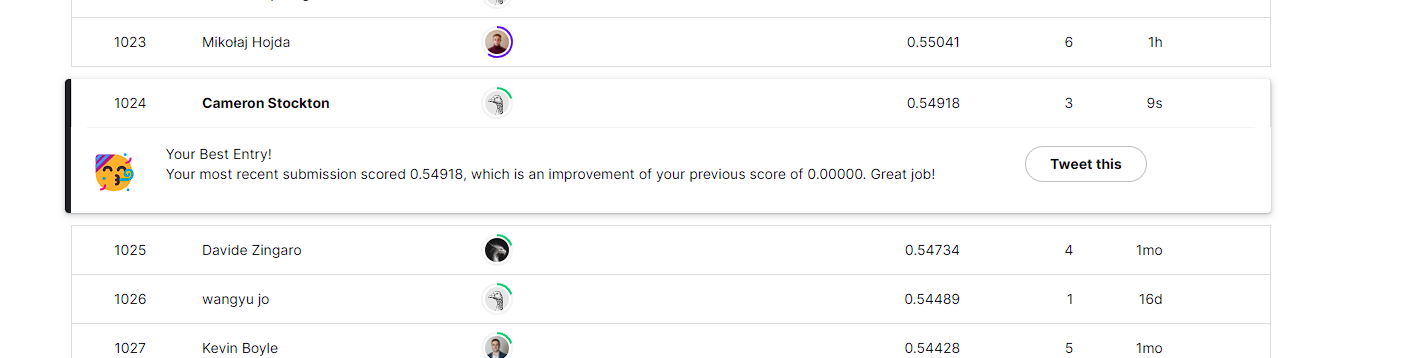 1023 Mikołaj Hojda 0.55041 6 1h
1024 Cameron Stockton 0.54918 3 9s
Your Best Entry!
Your most recent submission scored 0.54918, which is an improvement of your previous score of 0.00000. Great job!
Tweet this
1025 Davide Zingaro 0.54734 4 1mo
1026 wangyu jo 0.54489 1 16d
1027 Kevin Boyle 0.54428 5 1mo